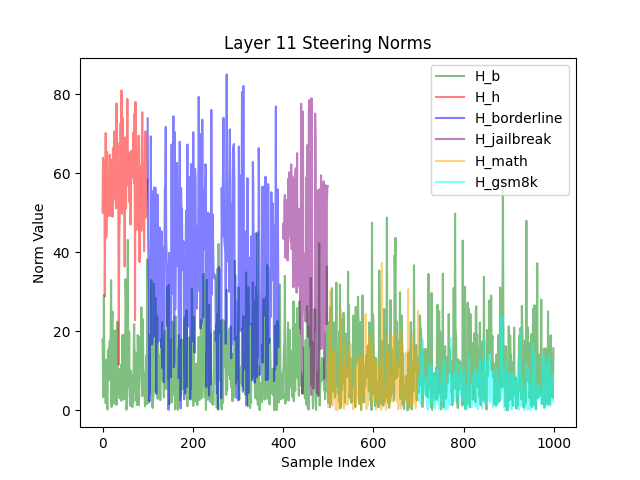 Layer 11 Steering Norms
H_b
H_h
H_borderline
H_jailbreak
H_math
H_gsm8k
Norm Value
80
60
40
20
0
0
200
400
600
800
1000
Sample Index